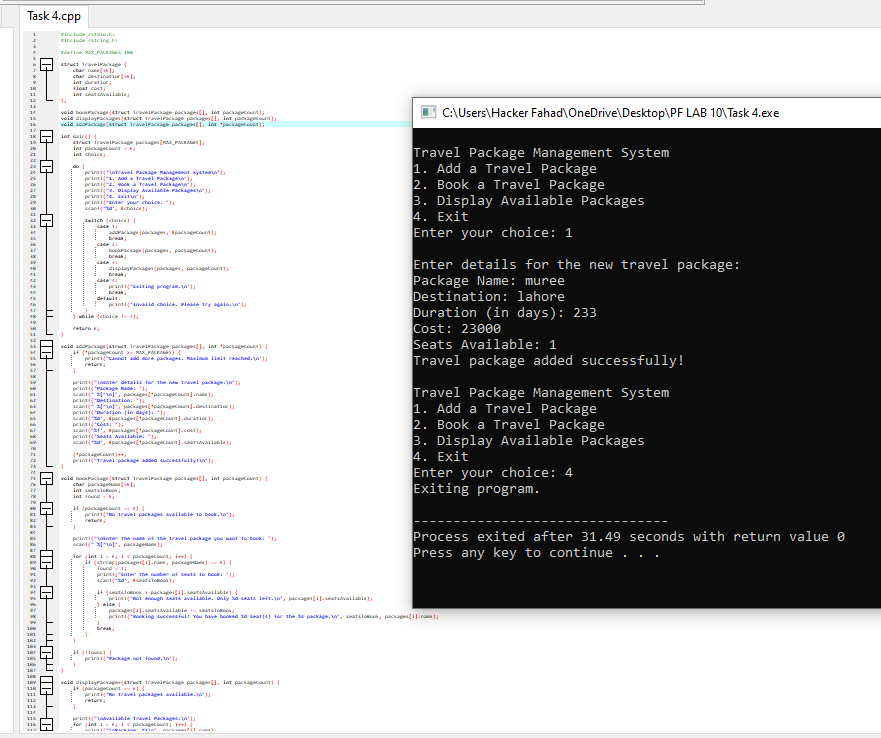 Task 4.cpp
#include <stdio.h>
#include <string.h>
#define MAX_PACKAGES 100
struct TravelPackage {
char name[50];
char destination[50];
int duration;
float cost;
int seatsAvailable;
};
void bookPackage(struct TravelPackage packages[], int packageCount);
void displayPackages(struct TravelPackage packages[], int packageCount);
void addPackage(struct TravelPackage packages[], int *packageCount);
int main() {
struct TravelPackage packages[MAX_PACKAGES];
int packageCount = 0;
int choice;
do {
printf("\nTravel Package Management System\n");
printf("1. Add a Travel Package\n");
printf("2. Book a Travel Package\n");
printf("3. Display Available Packages\n");
printf("4. Exit\n");
printf("Enter your choice: ");
scanf("%d", &choice);
switch (choice) {
case 1:
addPackage(packages, &packageCount);
break;
case 2:
bookPackage(packages, packageCount);
break;
case 3:
displayPackages(packages, packageCount);
break;
case 4:
printf("Exiting program.\n");
break;
default:
printf("Invalid choice. Please try again.\n");
}
} while (choice != 4);
return 0;
}
void addPackage(struct TravelPackage packages[], int *packageCount) {
if (*packageCount >= MAX_PACKAGES) {
printf("Cannot add more packages. Maximum limit reached.\n");
return;
}
printf("\nEnter details for the new travel package:\n");
printf("Package Name: ");
scanf(" %[^\n]", packages[*packageCount].name);
printf("Destination: ");
scanf(" %[^\n]", packages[*packageCount].destination);
printf("Duration (in days): ");
scanf("%d", &packages[*packageCount].duration);
printf("Cost: ");
scanf("%f", &packages[*packageCount].cost);
printf("Seats Available: ");
scanf("%d", &packages[*packageCount].seatsAvailable);
(*packageCount)++;
printf("Travel package added successfully!\n");
}
void bookPackage(struct TravelPackage packages[], int packageCount) {
char packageName[50];
int seatsToBook;
int found = 0;
if (packageCount == 0) {
printf("No travel packages available to book.\n");
return;
}
printf("\nEnter the name of the travel package you want to book: ");
scanf(" %[^\n]", packageName);
for (int i = 0; i < packageCount; i++) {
if (strcmp(packages[i].name, packageName) == 0) {
found = 1;
printf("Enter the number of seats to book: ");
scanf("%d", &seatsToBook);
if (seatsToBook > packages[i].seatsAvailable) {
printf("Not enough seats available. Only %d seats left.\n", packages[i].seatsAvailable);
} else {
packages[i].seatsAvailable -= seatsToBook;
printf("Booking successful! You have booked %d seat(s) for the %s package.\n", seatsToBook, packages[i].name);
}
break;
}
}
if (!found) {
printf("Package not found.\n");
}
}
void displayPackages(struct TravelPackage packages[], int packageCount) {
if (packageCount == 0) {
printf("No travel packages available.\n");
return;
}
printf("\nAvailable Travel Packages:\n");
for (int i = 0; i < packageCount; i++) {
C:\Users\Hacker Fahad\OneDrive\Desktop\PF LAB 10\Task 4.exe
Travel Package Management System
1. Add a Travel Package
2. Book a Travel Package
3. Display Available Packages
4. Exit
Enter your choice: 1
Enter details for the new travel package:
Package Name: muree
Destination: lahore
Duration (in days): 233
Cost: 23000
Seats Available: 1
Travel package added successfully!
Travel Package Management System
1. Add a Travel Package
2. Book a Travel Package
3. Display Available Packages
4. Exit
Enter your choice: 4
Exiting program.
--------------------------------
Process exited after 31.49 seconds with return value 0
Press any key to continue . . .